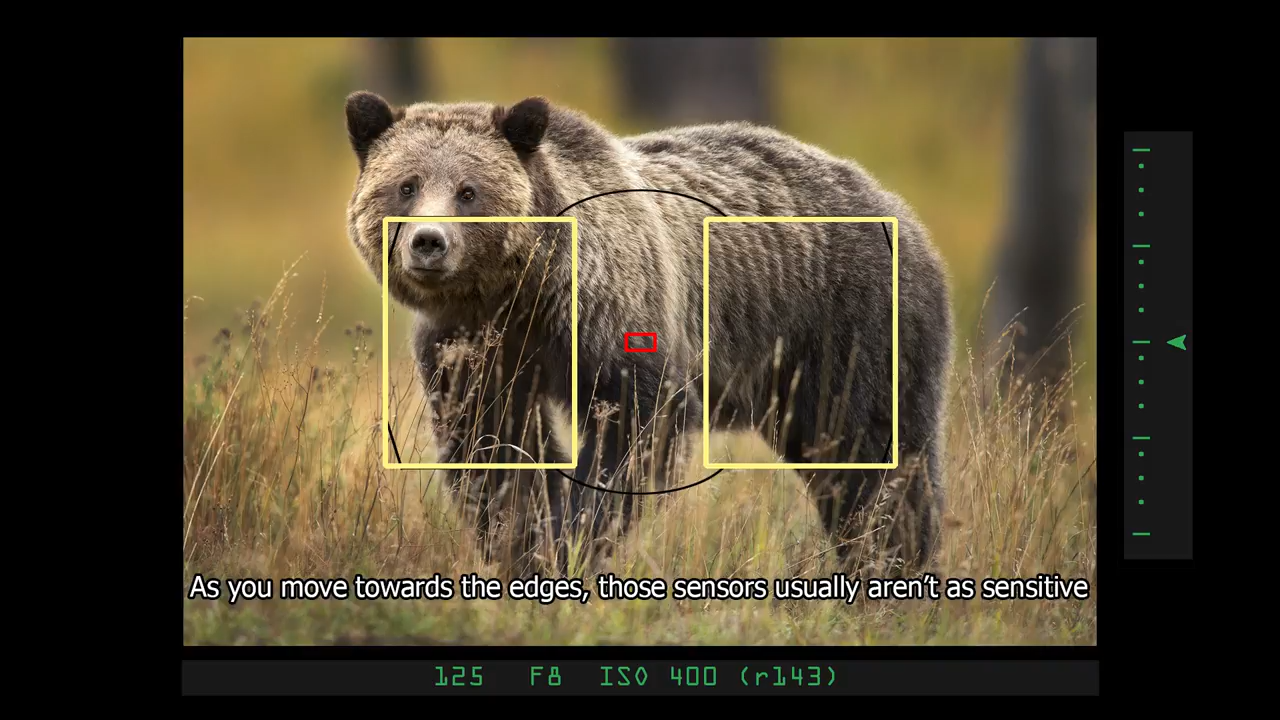 As you move towards the edges, those sensors usually aren't as sensitive
125 F8 ISO 400 (r143)